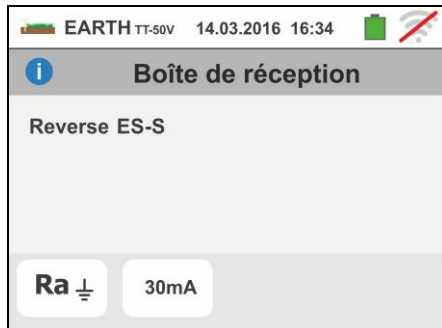 EARTH TT-50V 14.03.2016 16:34
i Boîte de réception
Reverse ES-S
Ra 30mA